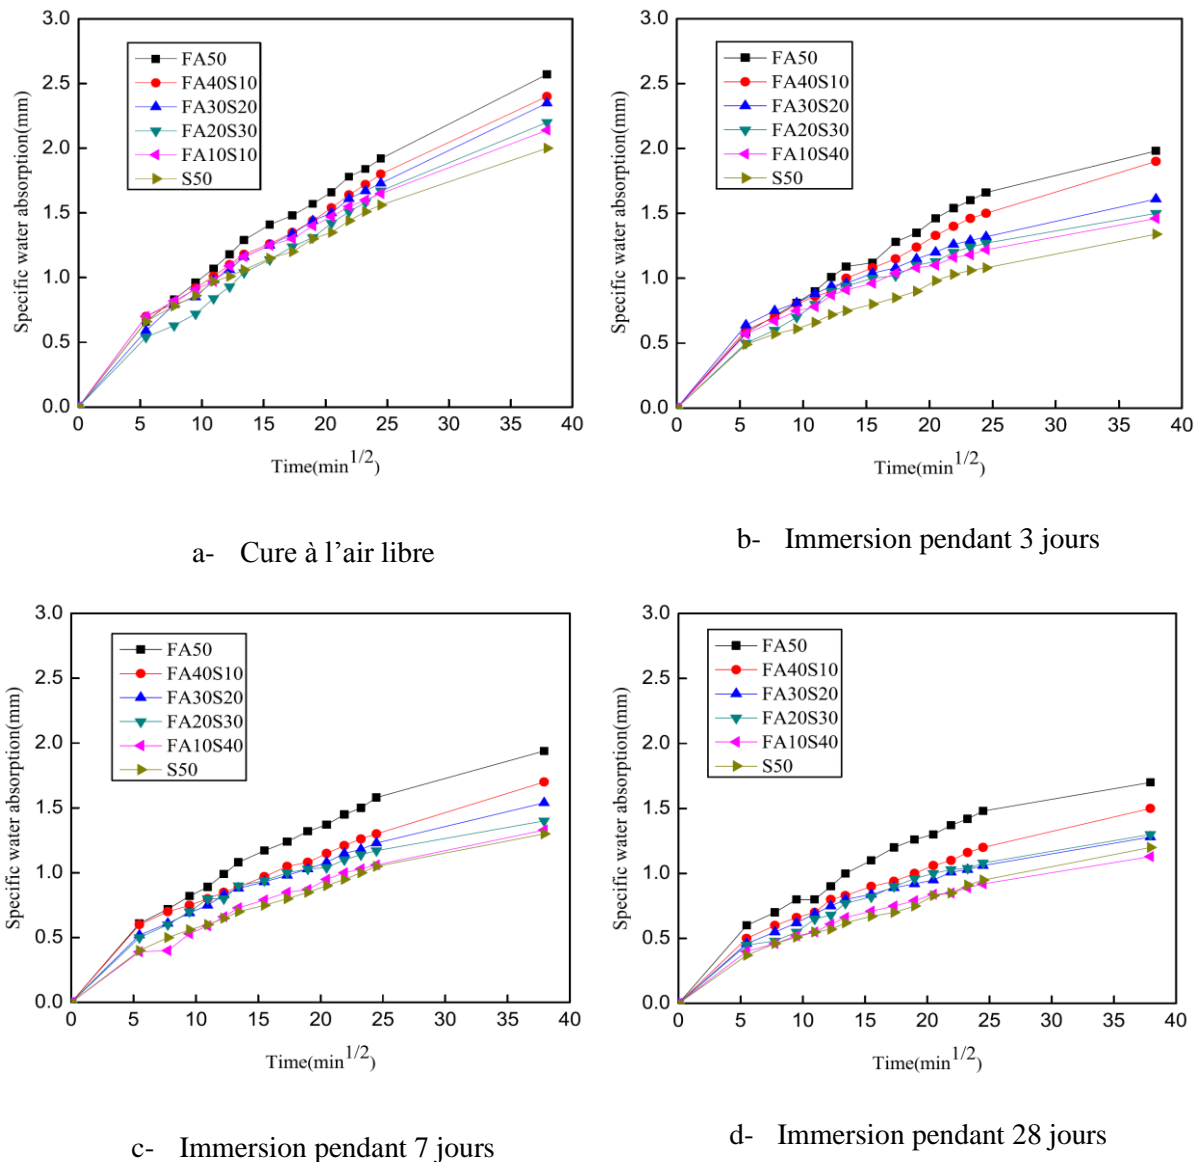 3.0
2.5
2.0
1.5
1.0
0.5
0.0
Specific water absorption(mm)
FA50
FA40S10
FA30S20
FA20S30
FA10S10
S50
0 5 10 15 20 25 30 35 40
Time(min^1/2)
a- Cure à l’air libre
3.0
2.5
2.0
1.5
1.0
0.5
0.0
Specific water absorption(mm)
FA50
FA40S10
FA30S20
FA20S30
FA10S40
S50
0 5 10 15 20 25 30 35 40
Time(min^1/2)
b- Immersion pendant 3 jours
3.0
2.5
2.0
1.5
1.0
0.5
0.0
Specific water absorption(mm)
FA50
FA40S10
FA30S20
FA20S30
FA10S40
S50
0 5 10 15 20 25 30 35 40
Time(min^1/2)
c- Immersion pendant 7 jours
3.0
2.5
2.0
1.5
1.0
0.5
0.0
Specific water absorption(mm)
FA50
FA40S10
FA30S20
FA20S30
FA10S40
S50
0 5 10 15 20 25 30 35 40
Time(min^1/2)
d- Immersion pendant 28 jours